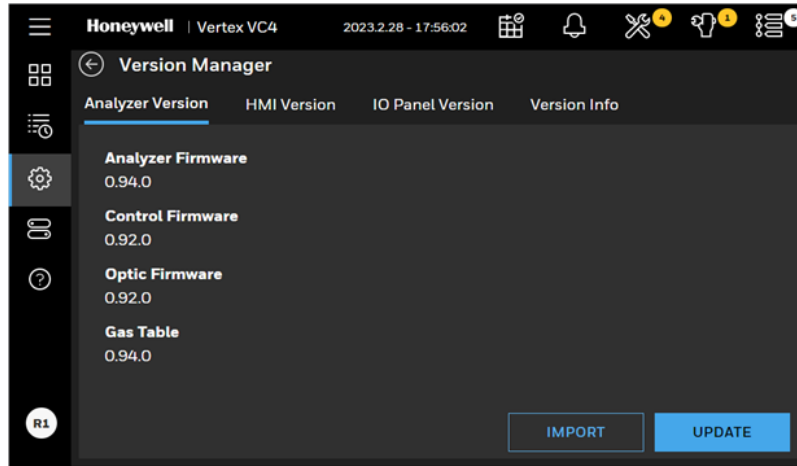 Honeywell | Vertex VC4 2023.2.28 - 17:56:02 4 1 5
Version Manager
Analyzer Version HMI Version IO Panel Version Version Info
Analyzer Firmware
0.94.0
Control Firmware
0.92.0
Optic Firmware
0.92.0
Gas Table
0.94.0
R1 IMPORT UPDATE